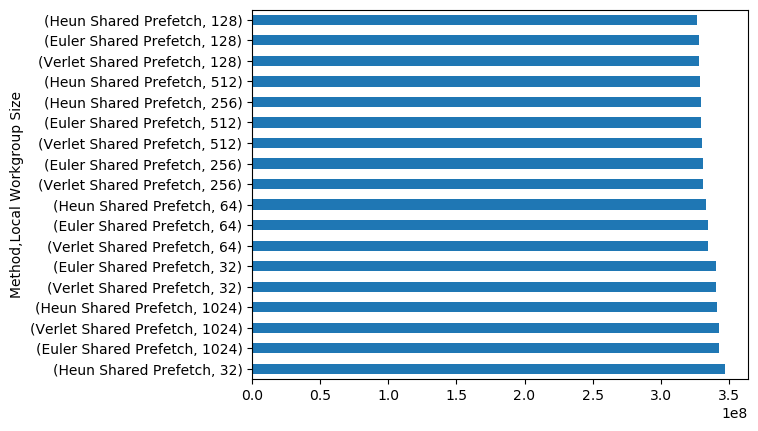 Method,Local Workgroup Size
(Heun Shared Prefetch, 128)
(Euler Shared Prefetch, 128)
(Verlet Shared Prefetch, 128)
(Heun Shared Prefetch, 512)
(Heun Shared Prefetch, 256)
(Euler Shared Prefetch, 512)
(Verlet Shared Prefetch, 512)
(Euler Shared Prefetch, 256)
(Verlet Shared Prefetch, 256)
(Heun Shared Prefetch, 64)
(Euler Shared Prefetch, 64)
(Verlet Shared Prefetch, 64)
(Euler Shared Prefetch, 32)
(Verlet Shared Prefetch, 32)
(Heun Shared Prefetch, 1024)
(Verlet Shared Prefetch, 1024)
(Euler Shared Prefetch, 1024)
(Heun Shared Prefetch, 32)
0.0 0.5 1.0 1.5 2.0 2.5 3.0 3.5
1e8